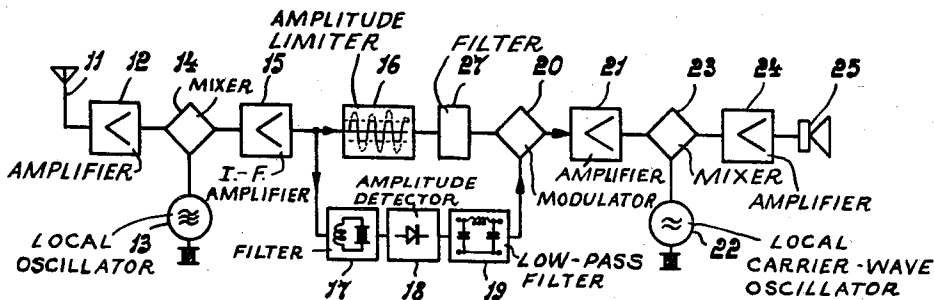 AMPLITUDE
LIMITER
FILTER
11
12
14
MIXER
15
16
27
20
21
23
24
25
AMPLIFIER
I.-F.
AMPLIFIER
AMPLITUDE
DETECTOR
AMPLIFIER
MODULATOR
MIXER
AMPLIFIER
LOCAL
OSCILLATOR
13
FILTER
17
18
19
LOW-PASS
FILTER
22
LOCAL
CARRIER-WAVE
OSCILLATOR